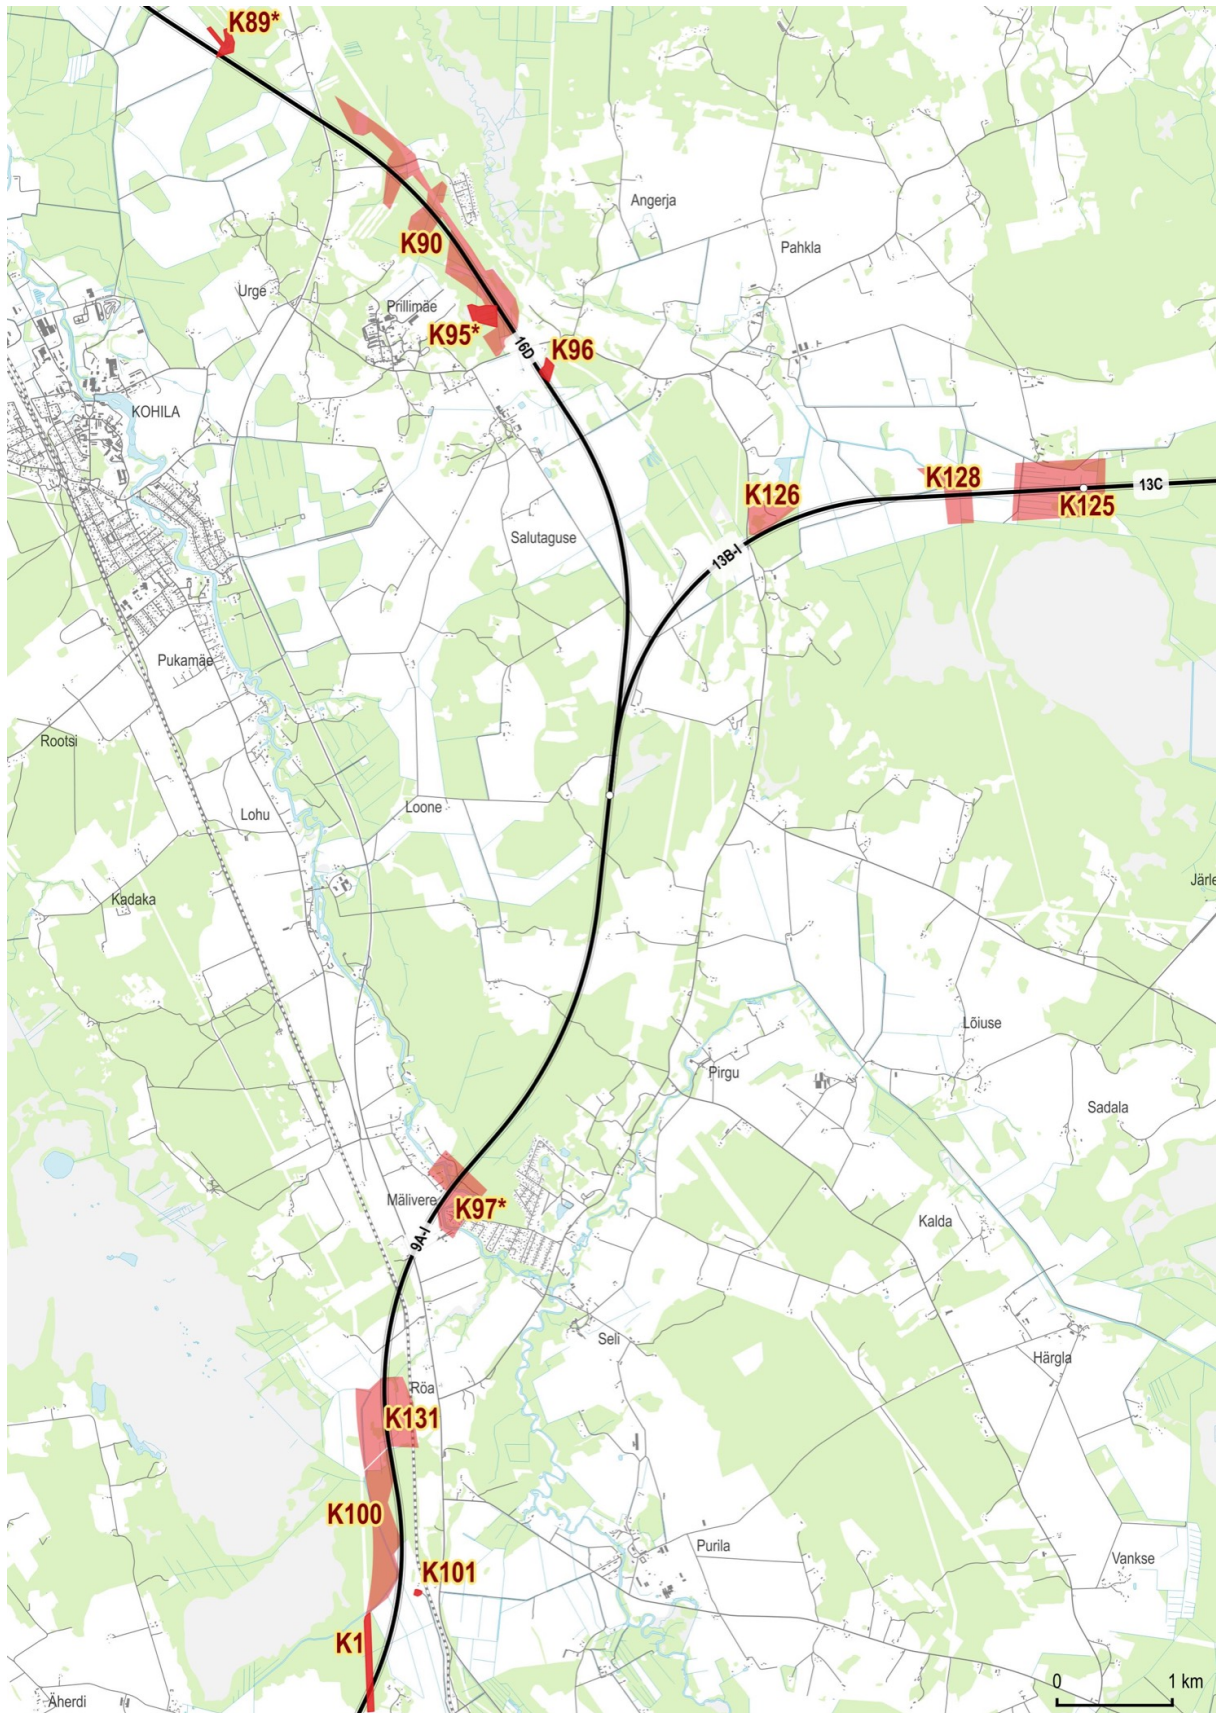 K89*
Angerja
Pahkla
K90
Urge
Prillimäe
K95*
16D
K96
KOHILA
K128
K126
K125
13C
Salutaguse
13B-I
Pukamäe
Rootsi
Loone
Lohu
Kadaka
Järle
Lõiuse
Pirgu
Sadala
Mälivere
K97*
Kalda
9A-I
Seli
Härgla
Röa
K131
K100
Purila
Vankse
K101
K1
Äherdi
0 1 km